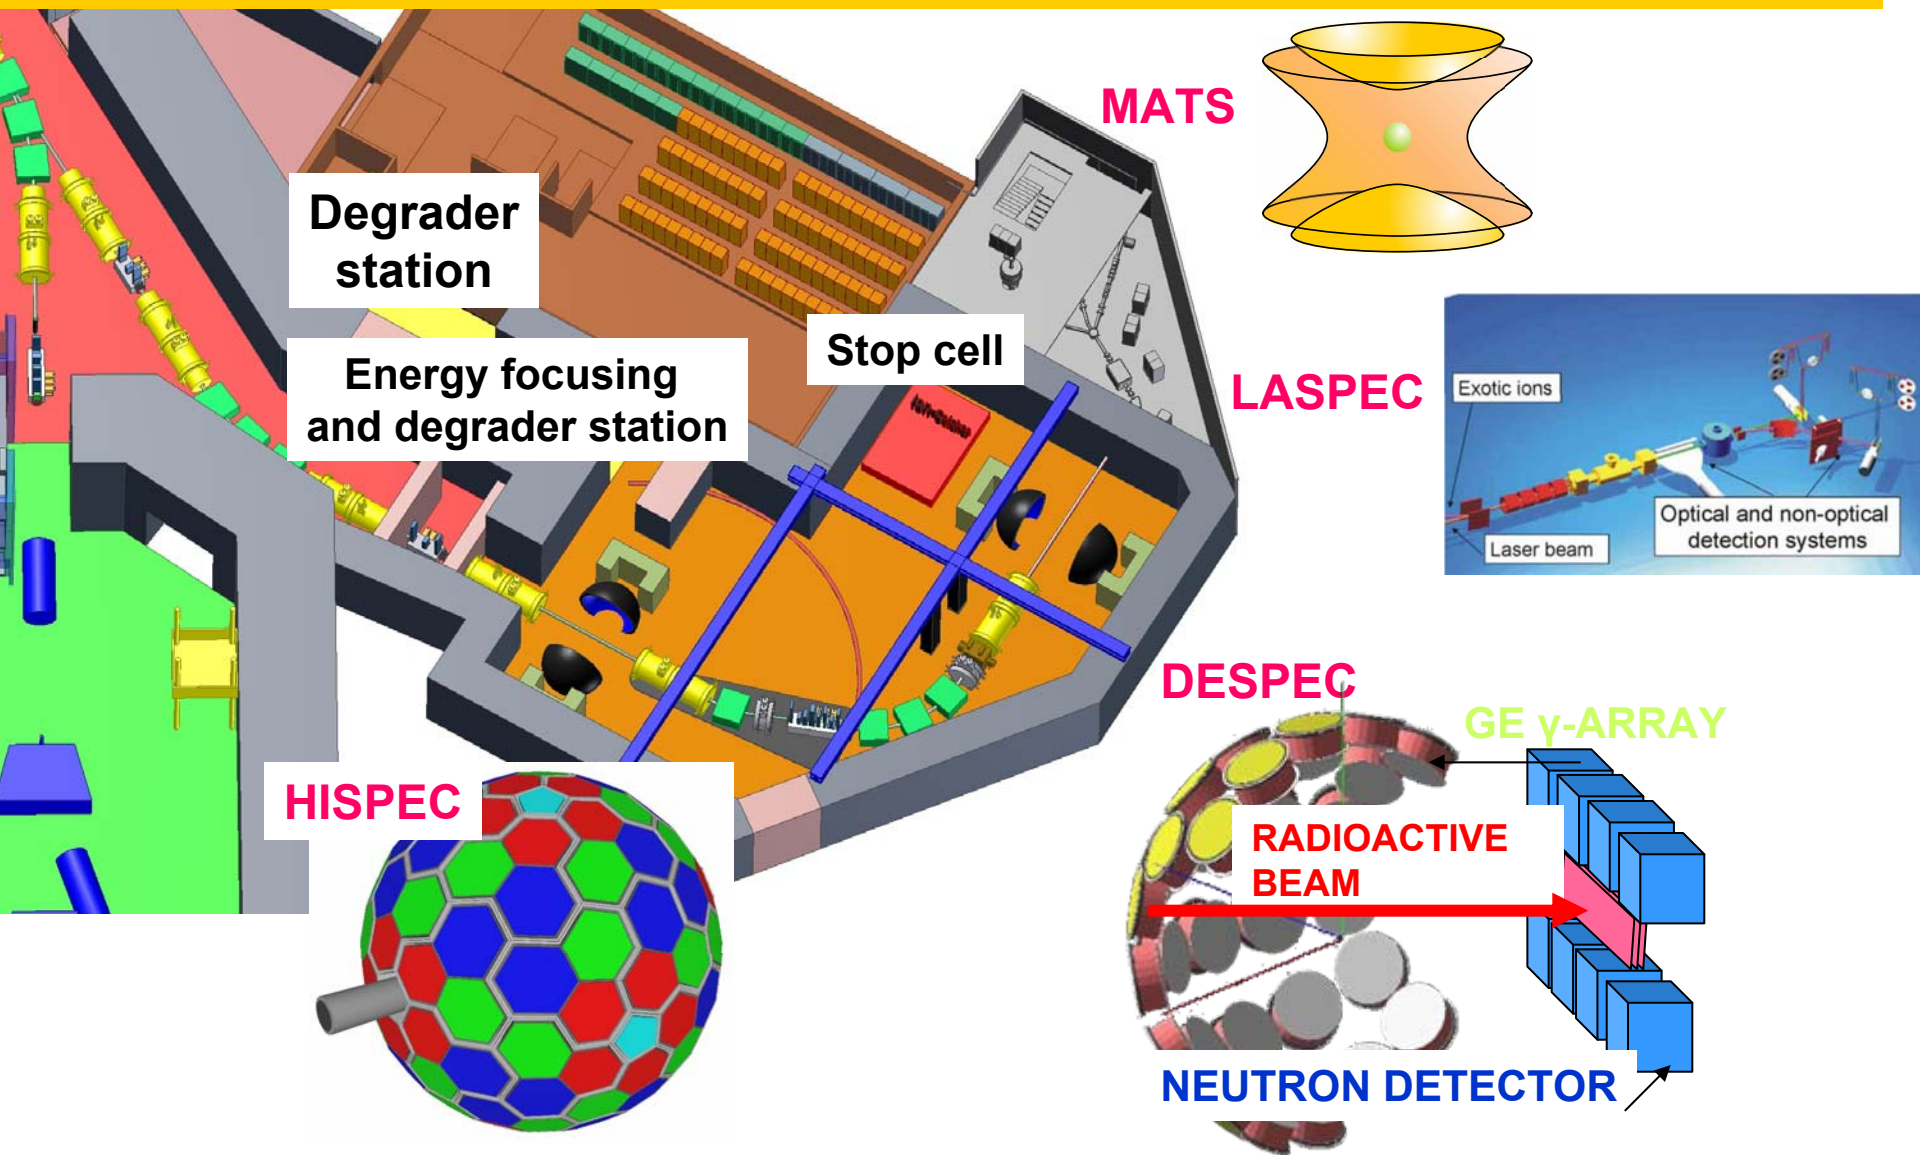 MATS
Degrader
station
Energy focusing
and degrader station
Stop cell
LASPEC
Exotic ions
Laser beam
Optical and non-optical
detection systems
HISPEC
DESPEC
GE γ-ARRAY
RADIOACTIVE
BEAM
NEUTRON DETECTOR